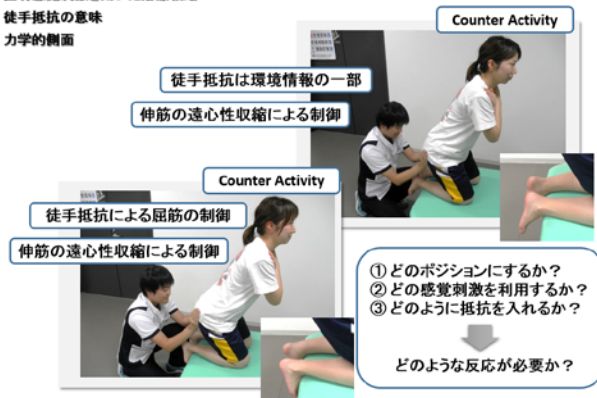 徒手抵抗の意味
力学的側面
Counter Activity
徒手抵抗は環境情報の一部
伸筋の遠心性収縮による制御
Counter Activity
徒手抵抗による屈筋の制御
伸筋の遠心性収縮による制御
①どのポジションにするか？
②どの感覚刺激を利用するか？
③どのように抵抗を入れるか？
どのような反応が必要か？